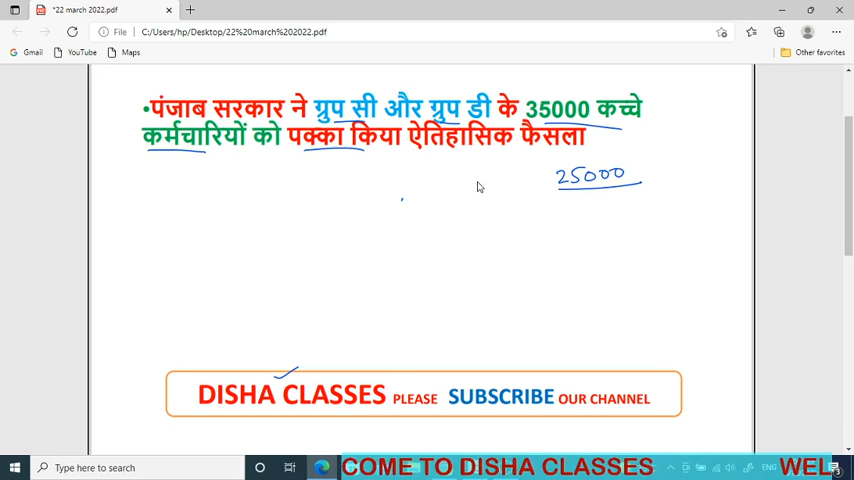 *22 march 2022.pdf
File
C:/Users/hp/Desktop/22%20march%202022.pdf
Gmail
YouTube
Maps
Other favorites
•पंजाब सरकार ने ग्रुप सी और ग्रुप डी के 35000 कच्चे
कर्मचारियों को पक्का किया ऐतिहासिक फैसला
25000
DISHA CLASSES PLEASE SUBSCRIBE OUR CHANNEL
Type here to search
COME TO DISHA CLASSES WEL
ENG
3